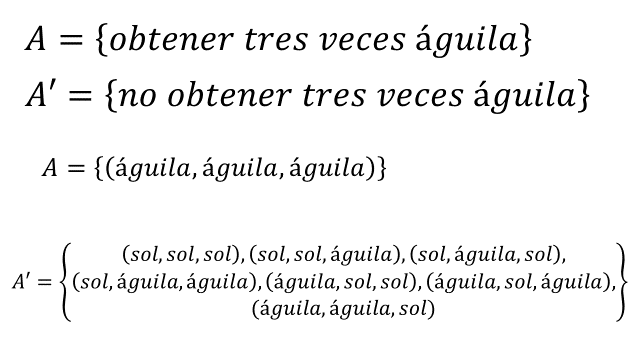 A = {obtener tres veces águila}
A′ = {no obtener tres veces águila}
A = {(águila, águila, águila)}
(sol, sol, sol), (sol, sol, águila), (sol, águila, sol),
A′ = {(sol, águila, águila), (águila, sol, sol), (águila, sol, águila),}
(águila, águila, sol)